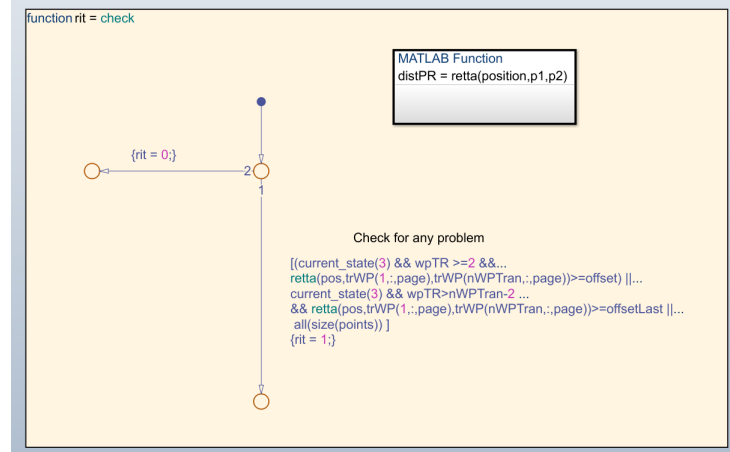 function rit = check
MATLAB Function
distPR = retta(position,p1,p2)
{rit = 0;}
2
1
Check for any problem
[(current_state(3) && wpTR >=2 &&...
retta(pos,trWP(1,:,page),trWP(nWPTran,:,page))>=offset) ||...
current_state(3) && wpTR>nWPTran-2 ...
&& retta(pos,trWP(1,:,page),trWP(nWPTran,:,page))>=offsetLast ||...
all(size(points)) ]
{rit = 1;}